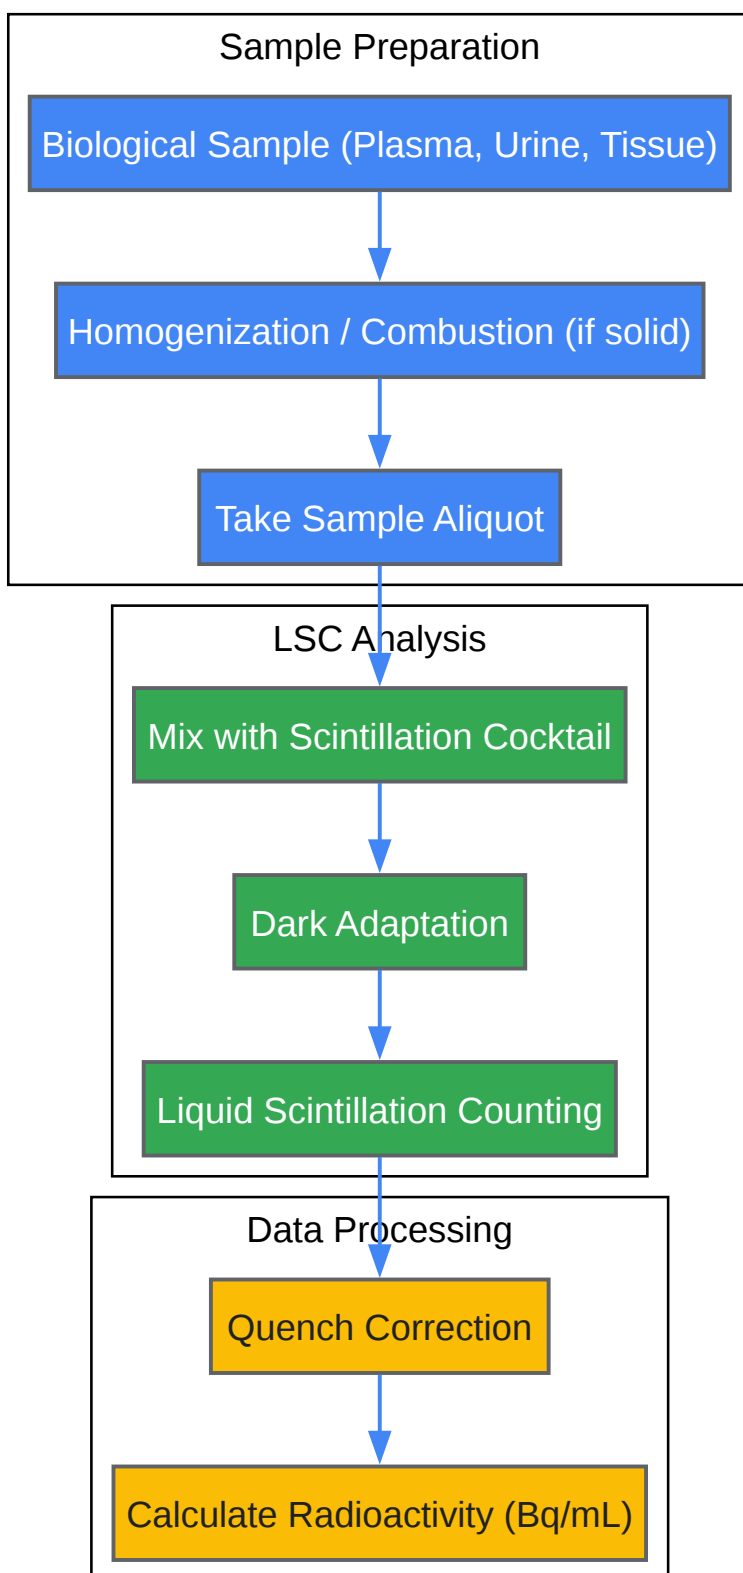 Sample Preparation
Biological Sample (Plasma, Urine, Tissue)
Homogenization / Combustion (if solid)
Take Sample Aliquot
LSC Analysis
Mix with Scintillation Cocktail
Dark Adaptation
Liquid Scintillation Counting
Data Processing
Quench Correction
Calculate Radioactivity (Bq/mL)